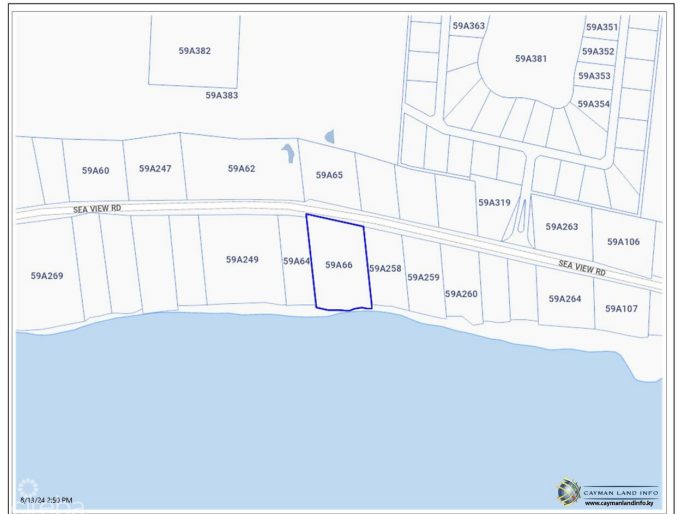 59A363
59A351
59A382
59A352
59A381
59A353
59A383
59A354
59A60
59A247
59A62
59A65
59A319
SEA VIEW RD
59A263
59A106
SEA VIEW RD
59A269
59A249
59A64
59A66
59A258
59A259
59A260
59A264
59A107
8/13/24 2:50 PM
cireba
CAYMAN LAND INFO
www.caymanlandinfo.ky